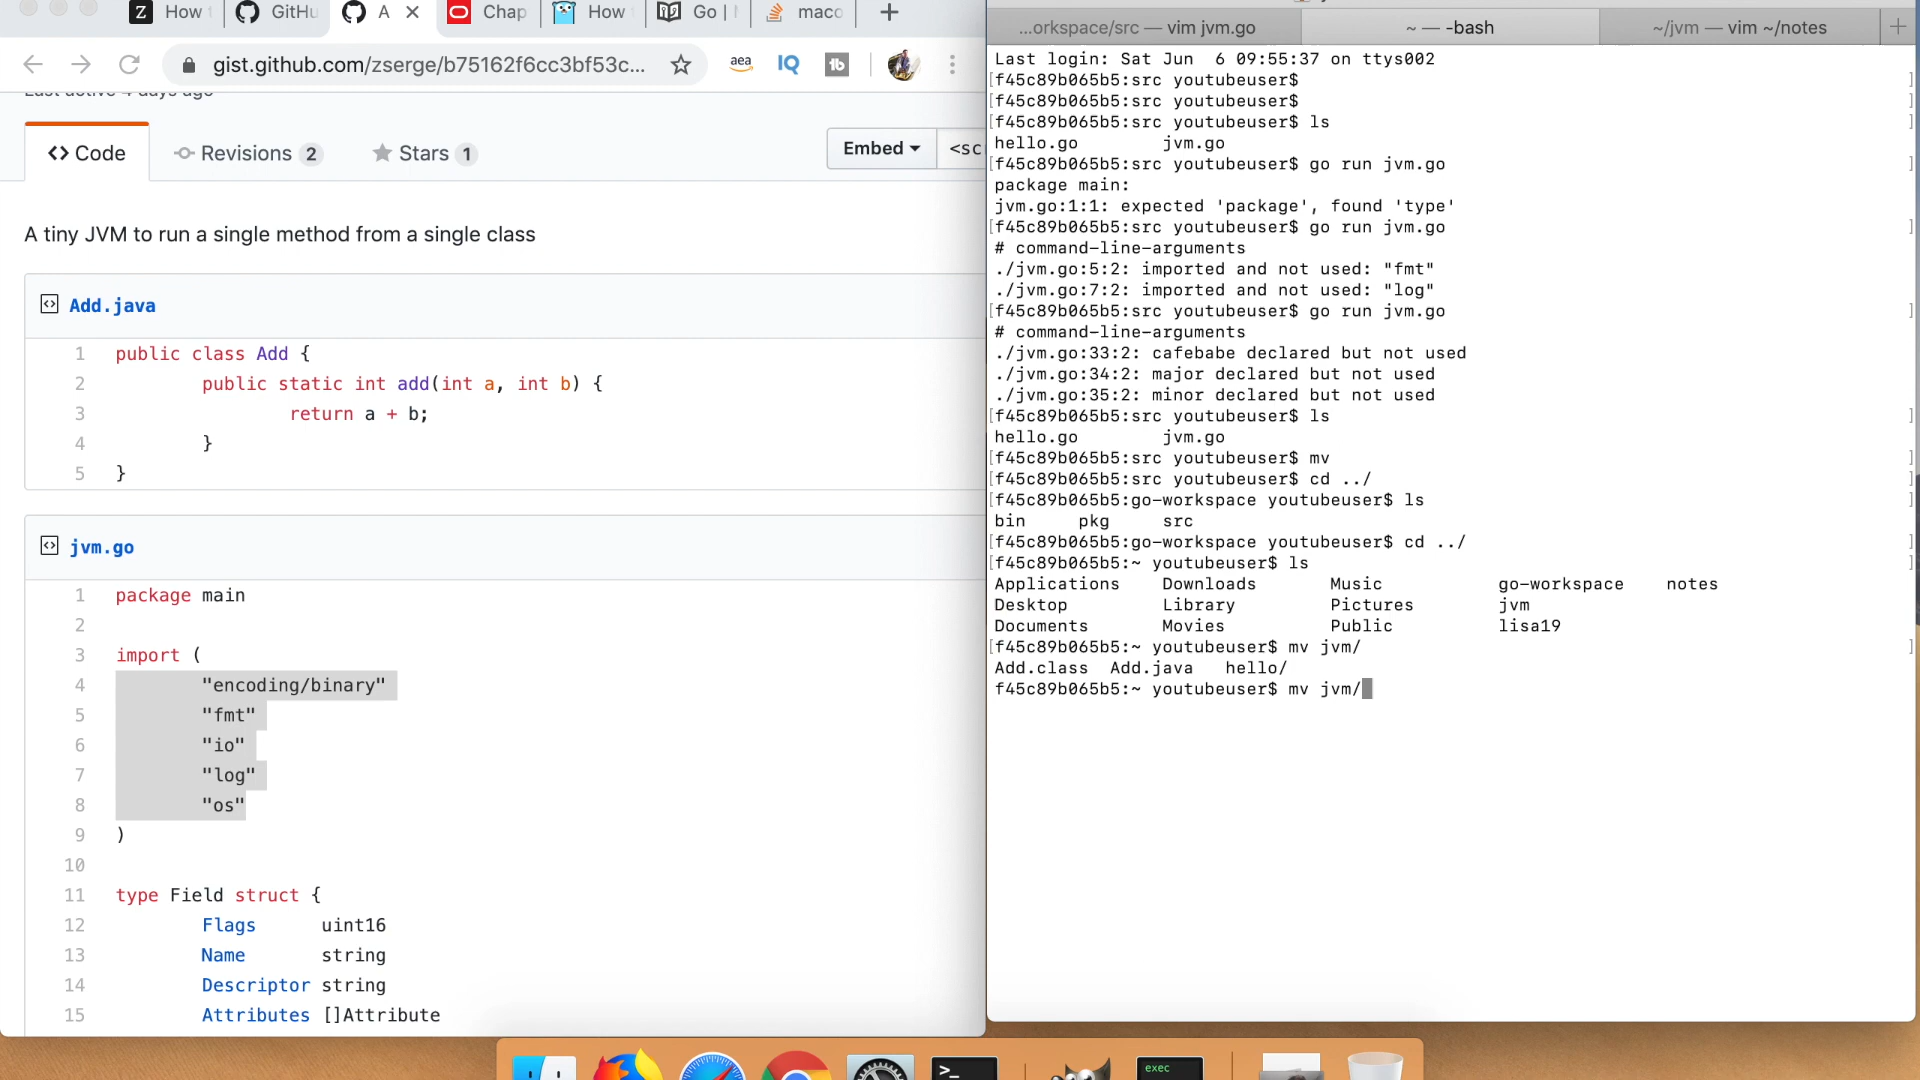 How
GitHu
A
Chap
How
Go |
maco
gist.github.com/zserge/b75162f6cc3bf53c...
aea
IQ
Last active 4 days ago
Code
Revisions 2
Stars 1
Embed
<sc
A tiny JVM to run a single method from a single class
Add.java
1 public class Add {
2 public static int add(int a, int b) {
3 return a + b;
4 }
5 }
jvm.go
1 package main
2
3 import (
4 "encoding/binary"
5 "fmt"
6 "io"
7 "log"
8 "os"
9 )
10
11 type Field struct {
12 Flags uint16
13 Name string
14 Descriptor string
15 Attributes []Attribute
...orkspace/src — vim jvm.go
~ — -bash
~/jvm — vim ~/notes
Last login: Sat Jun  6 09:55:37 on ttys002
[f45c89b065b5:src youtubeuser$ ]
[f45c89b065b5:src youtubeuser$ ]
[f45c89b065b5:src youtubeuser$ ls ]
hello.go jvm.go
[f45c89b065b5:src youtubeuser$ go run jvm.go ]
package main:
jvm.go:1:1: expected 'package', found 'type'
[f45c89b065b5:src youtubeuser$ go run jvm.go ]
# command-line-arguments
./jvm.go:5:2: imported and not used: "fmt"
./jvm.go:7:2: imported and not used: "log"
[f45c89b065b5:src youtubeuser$ go run jvm.go ]
# command-line-arguments
./jvm.go:33:2: cafebabe declared but not used
./jvm.go:34:2: major declared but not used
./jvm.go:35:2: minor declared but not used
[f45c89b065b5:src youtubeuser$ ls ]
hello.go jvm.go
[f45c89b065b5:src youtubeuser$ mv ]
[f45c89b065b5:src youtubeuser$ cd ../ ]
[f45c89b065b5:go-workspace youtubeuser$ ls ]
bin pkg src
[f45c89b065b5:go-workspace youtubeuser$ cd ../ ]
[f45c89b065b5:~ youtubeuser$ ls ]
Applications Downloads Music go-workspace notes
Desktop Library Pictures jvm
Documents Movies Public lisa19
[f45c89b065b5:~ youtubeuser$ mv jvm/ ]
Add.class Add.java hello/
f45c89b065b5:~ youtubeuser$ mv jvm/
exec